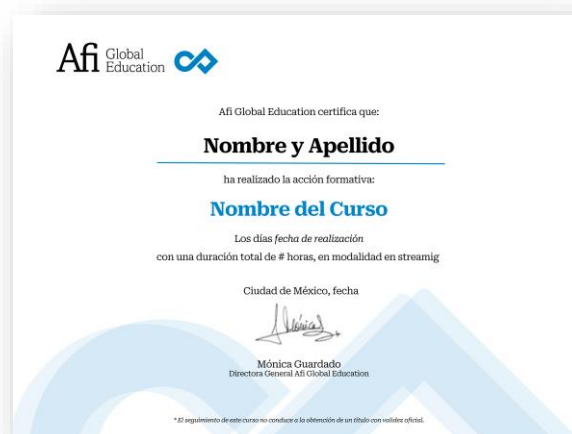 Afi Global
Education
Afi Global Education certifica que:
Nombre y Apellido
ha realizado la acción formativa:
Nombre del Curso
Los días fecha de realización
con una duración total de # horas, en modalidad en streamig
Ciudad de México, fecha
Mónica
Mónica Guardado
Directora General Afi Global Education
* El seguimiento de este curso no conduce a la obtención de un título con validez oficial.